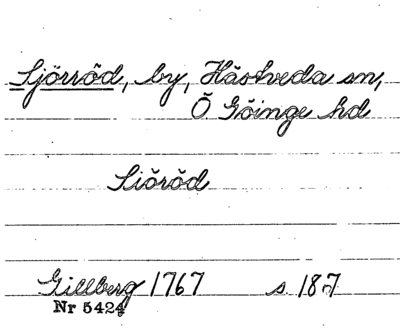 Sjörröd, by, Hästveda sn,
Ö Göinge hd
Siöröd
Gillberg 1767 s 187
Nr 5424